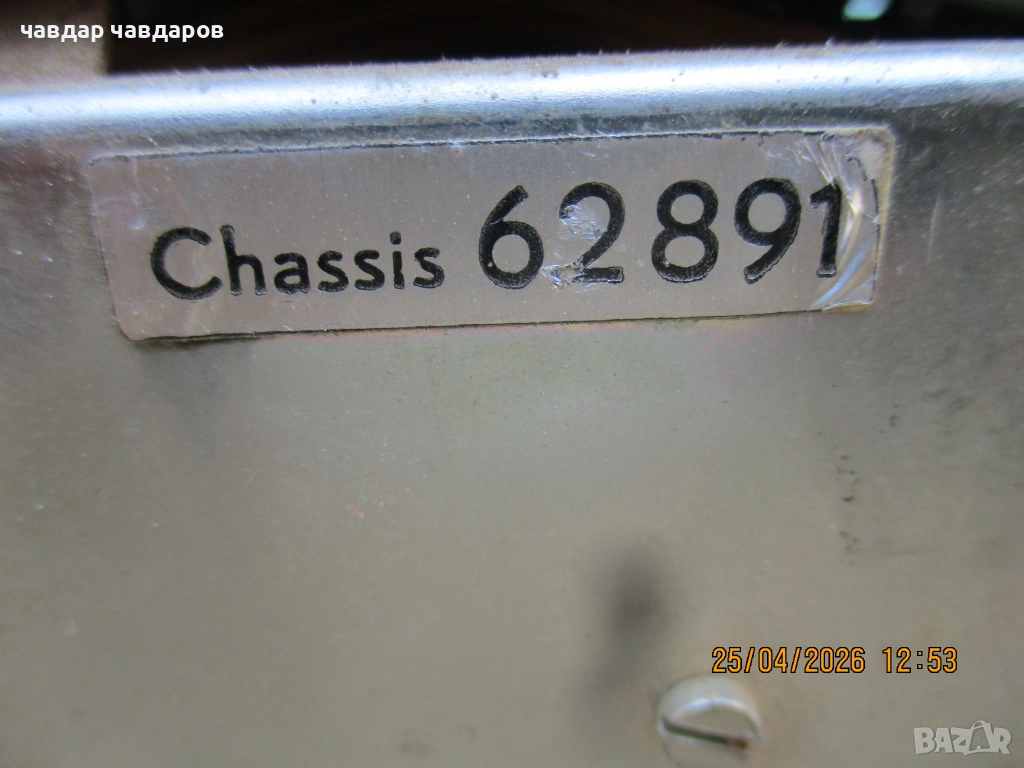 чавдар чавдаров
Chassis 62891
25/04/2026 12:53
BAZAR